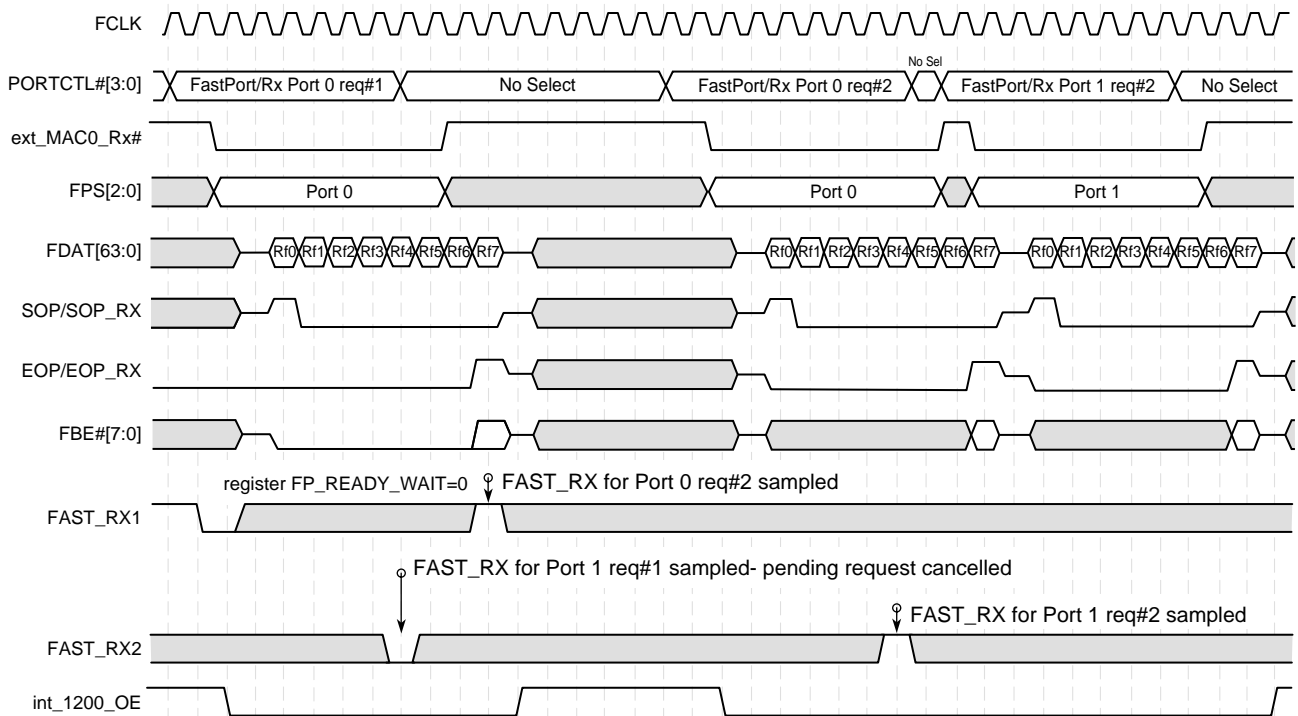 FCLK
No Sel
PORTCTL#[3:0] FastPort/Rx Port 0 req#1 No Select FastPort/Rx Port 0 req#2 FastPort/Rx Port 1 req#2 No Select
ext_MAC0_Rx#
FPS[2:0] Port 0 Port 0 Port 1
FDAT[63:0] Rf0 Rf1 Rf2 Rf3 Rf4 Rf5 Rf6 Rf7 Rf0 Rf1 Rf2 Rf3 Rf4 Rf5 Rf6 Rf7 Rf0 Rf1 Rf2 Rf3 Rf4 Rf5 Rf6 Rf7
SOP/SOP_RX
EOP/EOP_RX
FBE#[7:0]
register FP_READY_WAIT=0 FAST_RX for Port 0 req#2 sampled
FAST_RX1
FAST_RX for Port 1 req#1 sampled- pending request cancelled
FAST_RX for Port 1 req#2 sampled
FAST_RX2
int_1200_OE